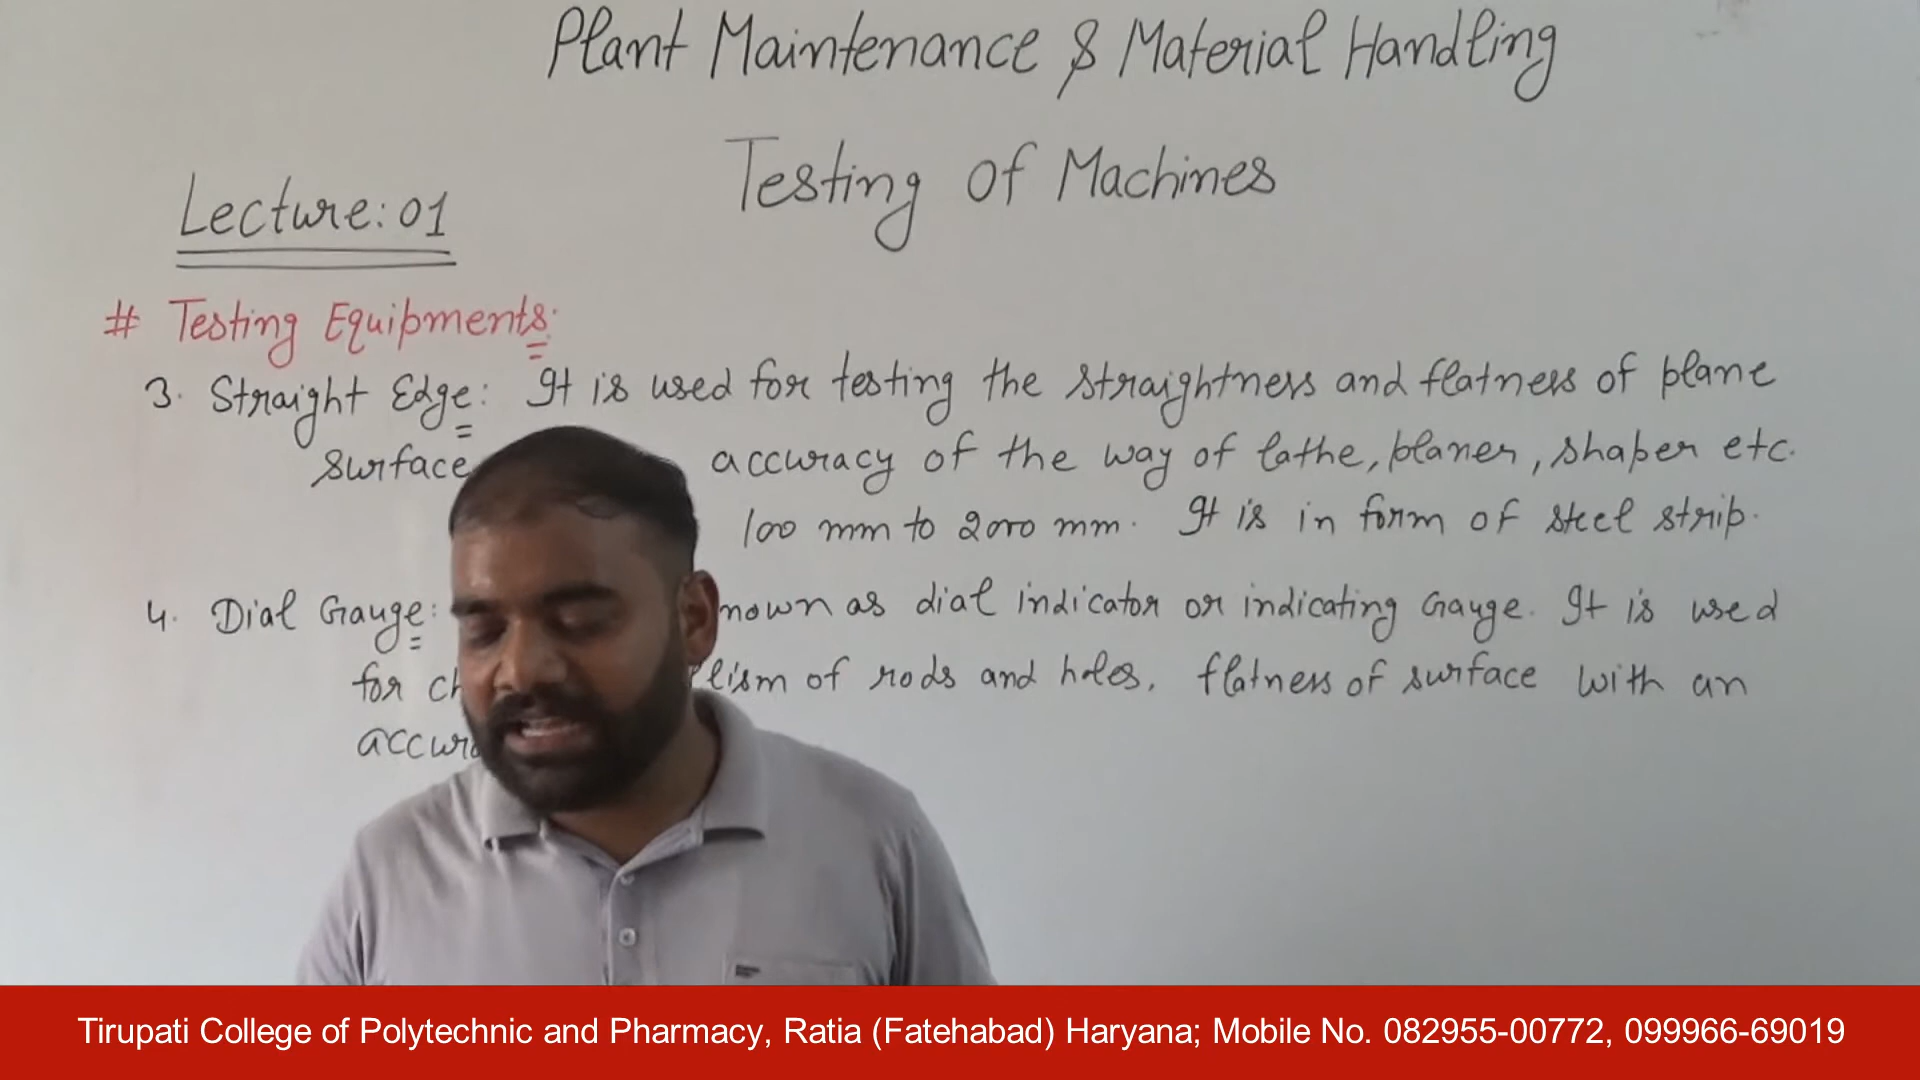 Plant Maintenance & Material Handling
Testing of Machines
Lecture: 01
# Testing Equipments:
3. Straight Edge: It is used for testing the straightness and flatness of plane
surface accuracy of the way of lathe, planer, shaper etc.
100 mm to 2000 mm. It is in form of steel strip.
4. Dial Gauge: as dial indicator or indicating Gauge. It is used
for of rods and holes, flatness of surface with an
Tirupati College of Polytechnic and Pharmacy, Ratia (Fatehabad) Haryana; Mobile No. 082955-00772, 099966-69019